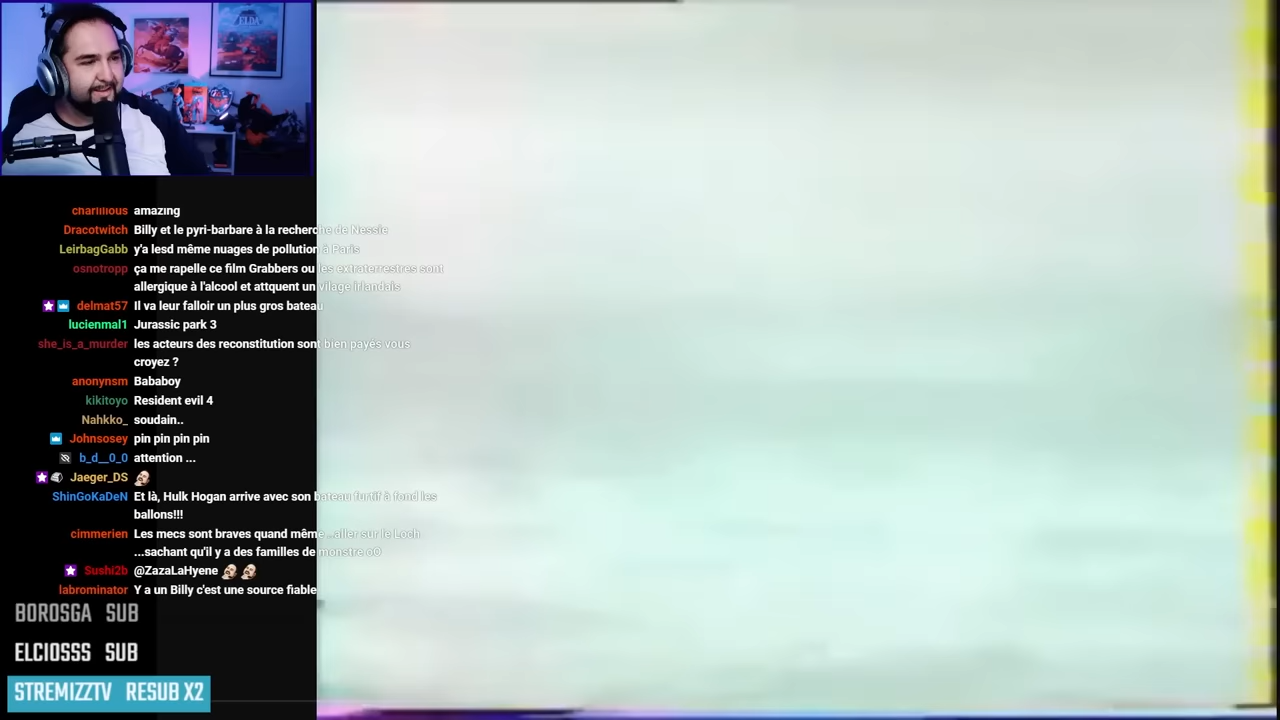 ZELDA
charillious amazing
Dracotwitch Billy et le pyri-barbare à la recherche de Nessie
LeirbagGabb y'a lesd même nuages de pollution à Paris
osnotropp ça me rapelle ce film Grabbers ou les extraterrestres sont
allergique à l'alcool et attquent un vilage irlandais
delmat57 Il va leur falloir un plus gros bateau
lucienmal1 Jurassic park 3
she_is_a_murder les acteurs des reconstitution sont bien payés vous
croyez ?
anonynsm Bababoy
kikitoyo Resident evil 4
Nahkko_ soudain..
Johnsosey pin pin pin pin
b_d__0_0 attention ...
Jaeger_DS
ShinGoKaDeN Et là, Hulk Hogan arrive avec son bateau furtif à fond les
ballons!!!
cimmerien Les mecs sont braves quand même...aller sur le Loch
...sachant qu'il y a des familles de monstre oO
Sushi2b @ZazaLaHyene
labrominator Y a un Billy c'est une source fiable
BOROSGA SUB
ELCIOSSS SUB
STREMIZZTV RESUB X2